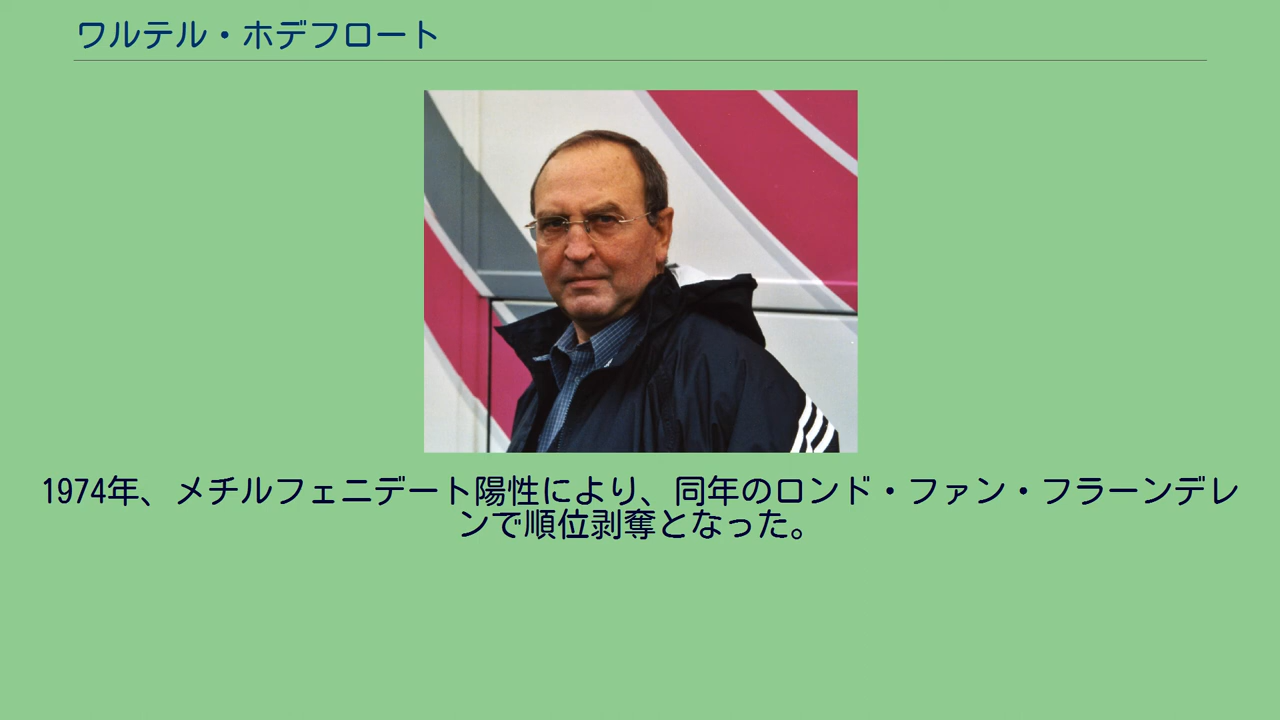 ワルテル・ホデフロート
1974年、メチルフェニデート陽性により、同年のロンド・ファン・フラーンデレ
ンで順位剥奪となった。